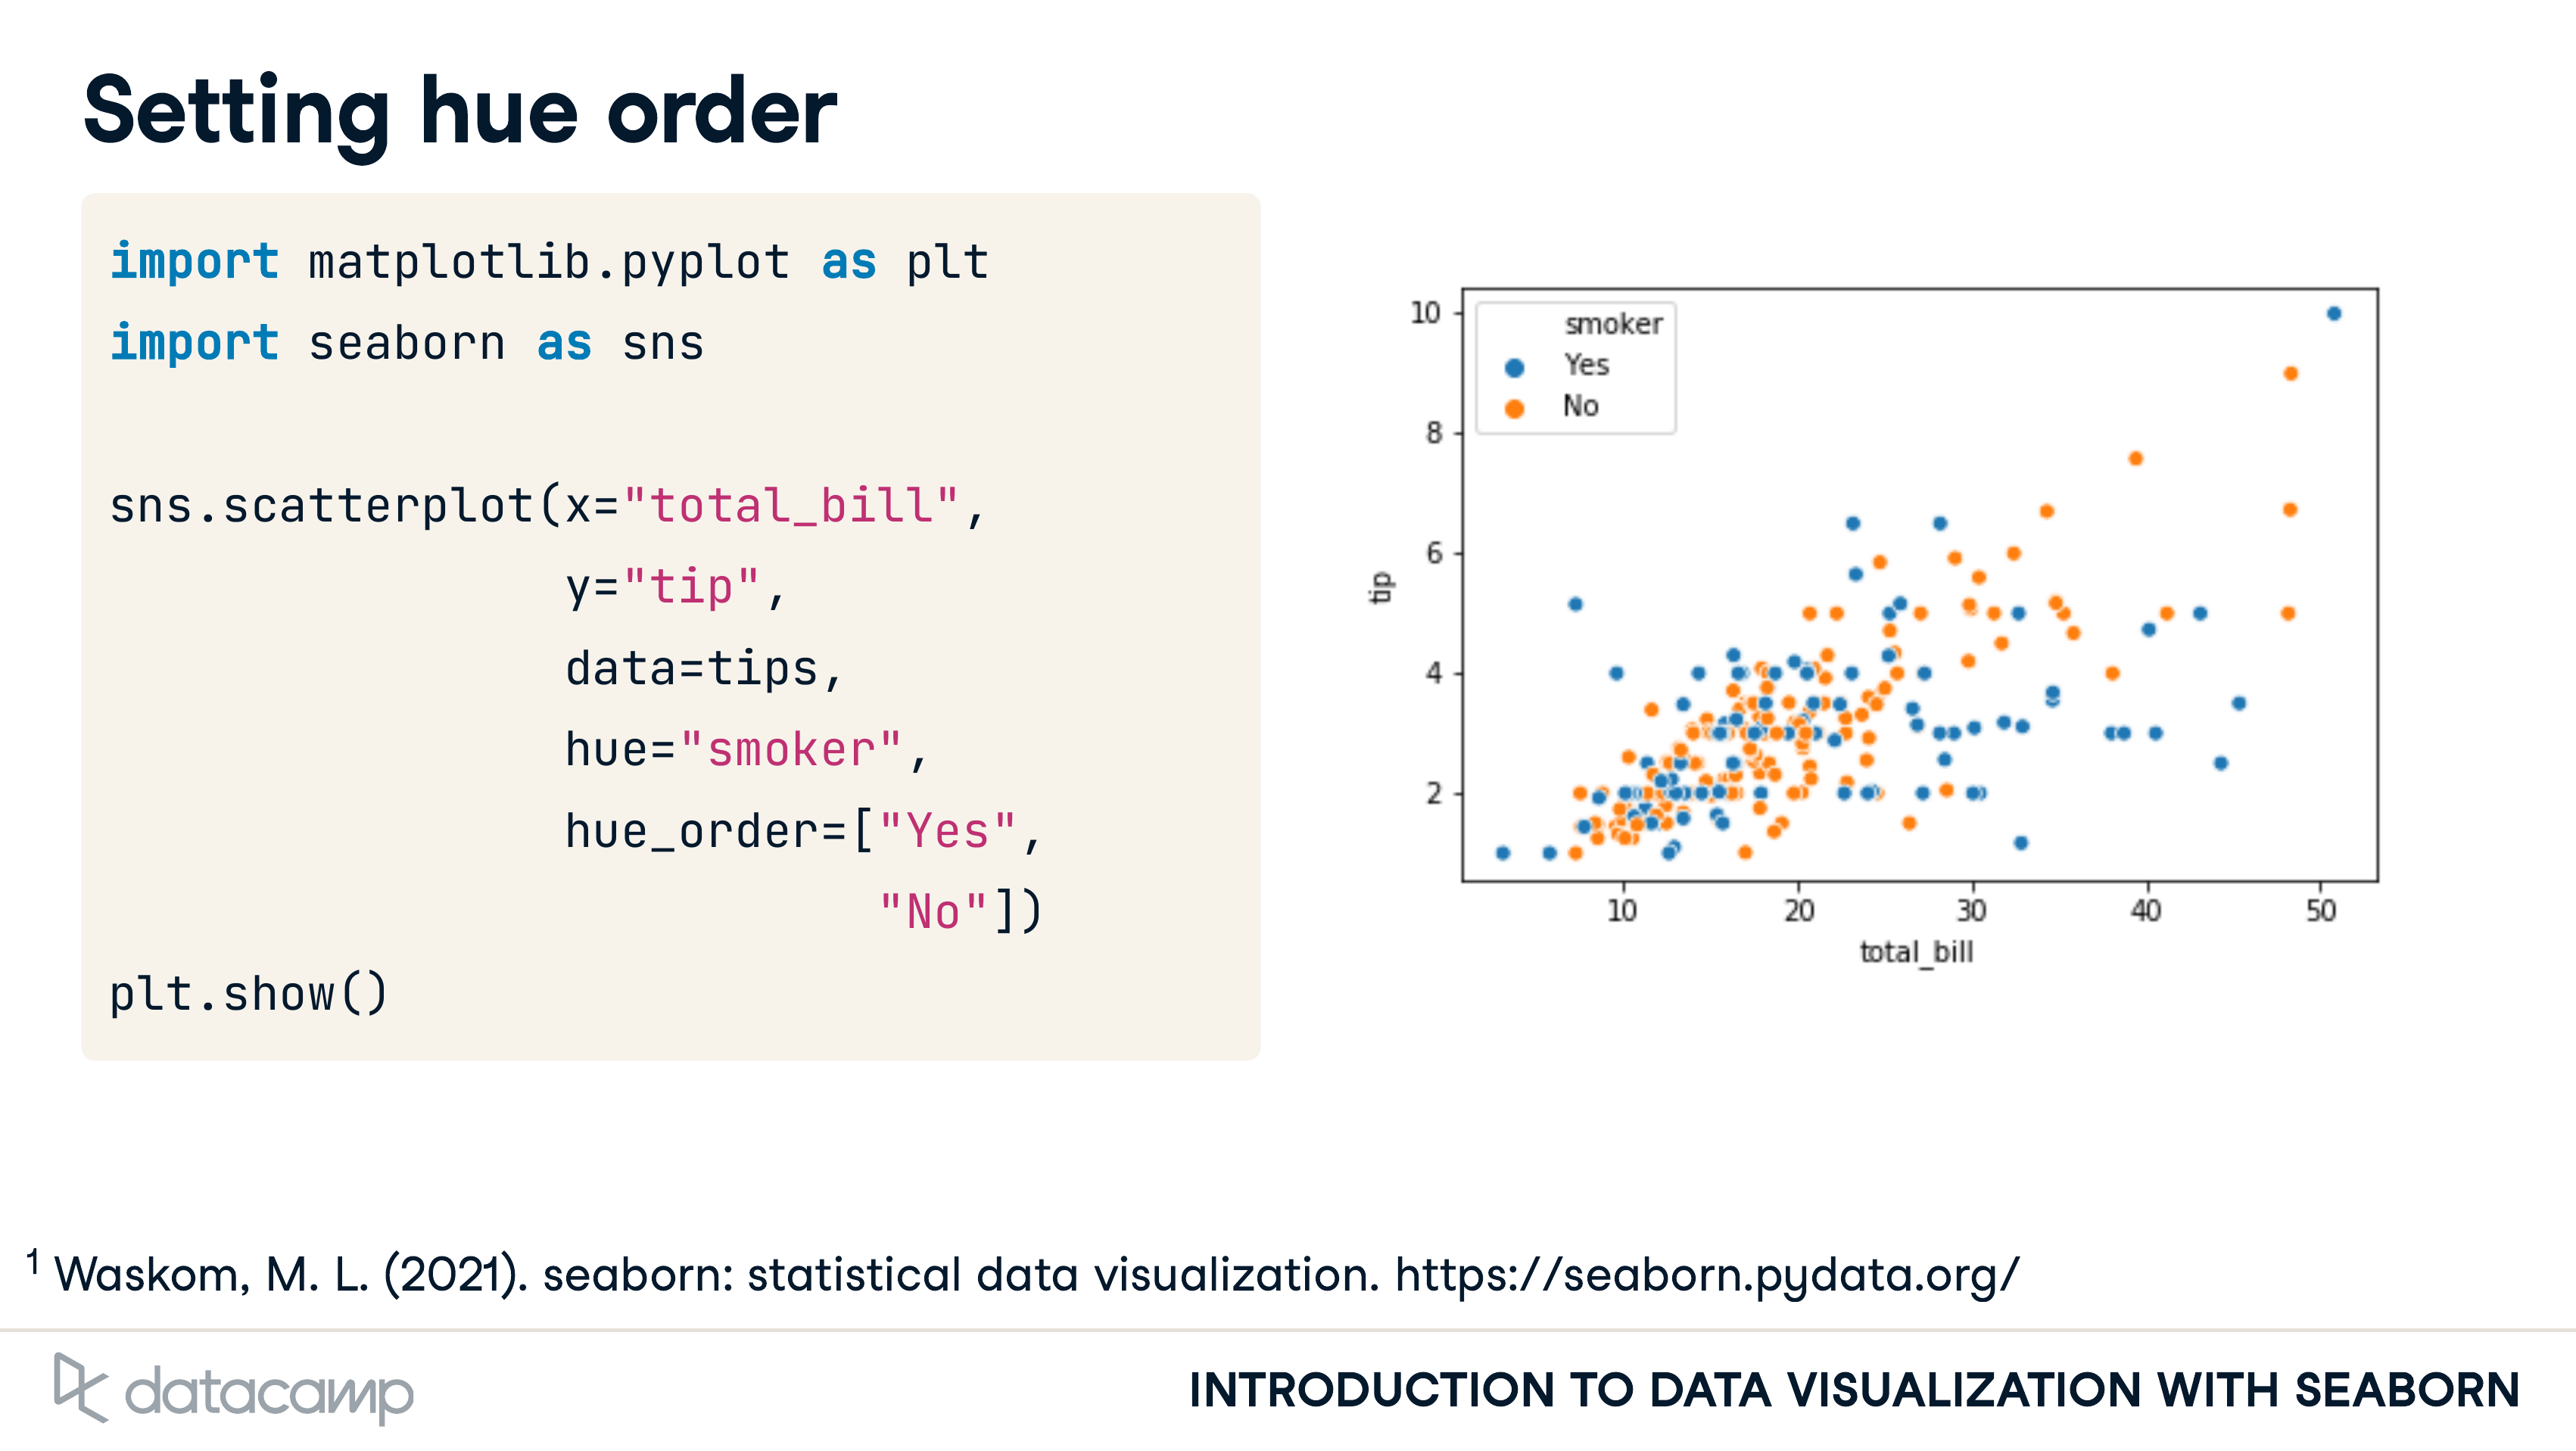 Setting hue order
import matplotlib.pyplot as plt
import seaborn as sns
sns.scatterplot(x="total_bill",
y="tip",
data=tips,
hue="smoker",
hue_order=["Yes",
"No"])
plt.show()
smoker
Yes
No
10
8
6
4
2
tip
10 20 30 40 50
total_bill
1 Waskom, M. L. (2021). seaborn: statistical data visualization. https://seaborn.pydata.org/
datacamp
INTRODUCTION TO DATA VISUALIZATION WITH SEABORN